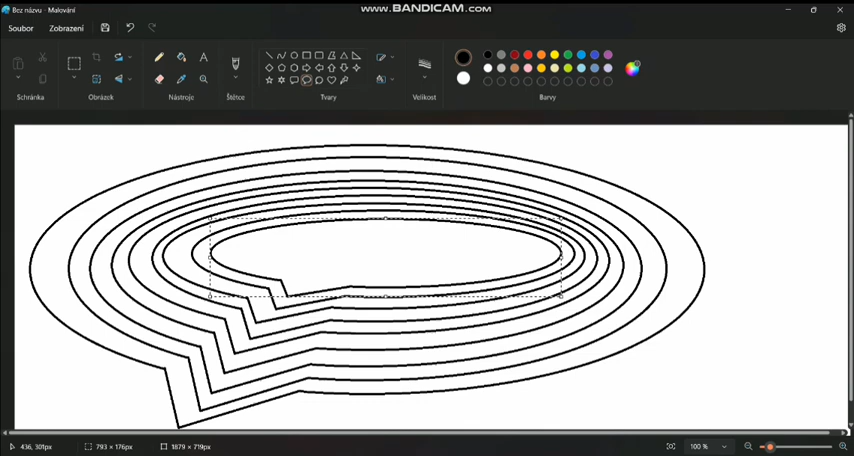 www.BANDICAM.com
Bez názvu - Malování
Soubor
Zobrazení
A
Schránka
Obrázek
Nástroje
Štětce
Tvary
Velikost
Barvy
436, 301px
793 × 176px
1879 × 719px
100 %